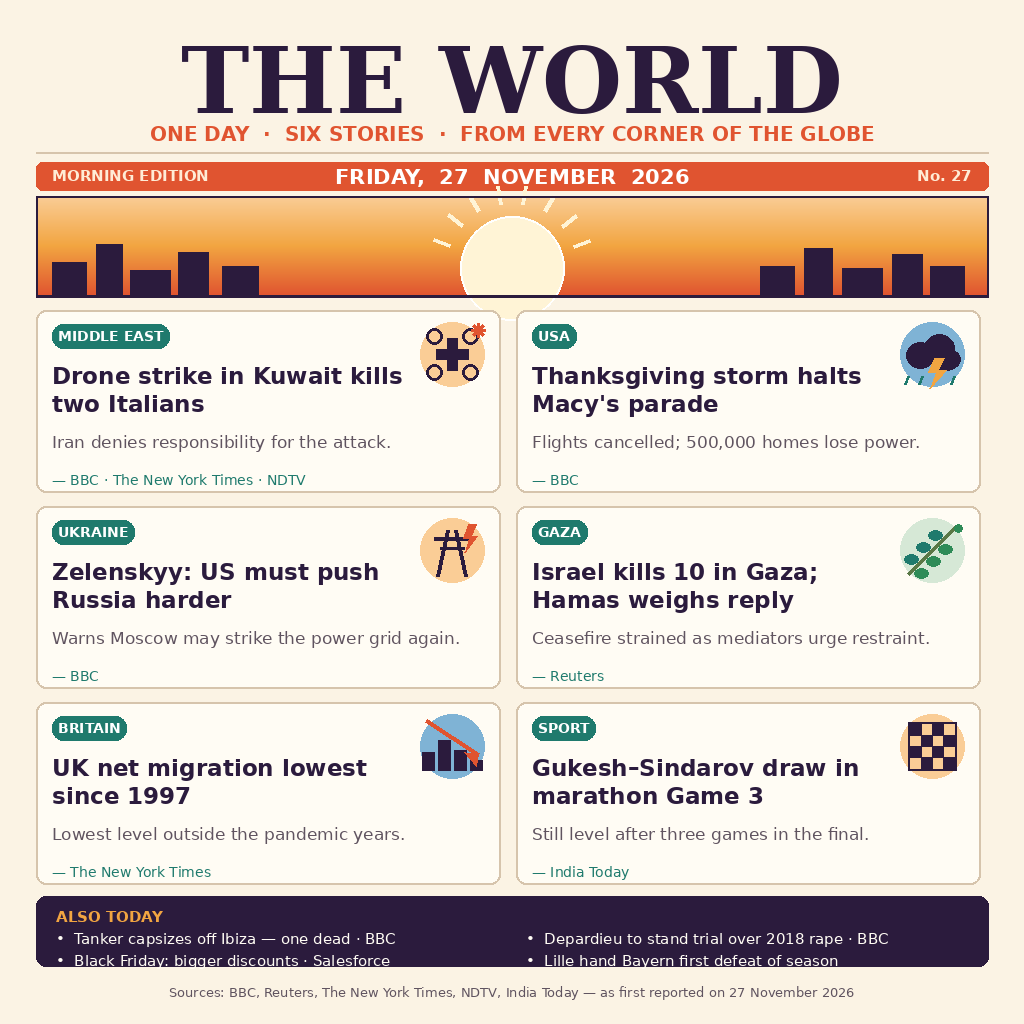 THE WORLD
ONE DAY · SIX STORIES · FROM EVERY CORNER OF THE GLOBE
MORNING EDITION
FRIDAY, 27 NOVEMBER 2026
No. 27
MIDDLE EAST
Drone strike in Kuwait kills
two Italians
Iran denies responsibility for the attack.
— BBC · The New York Times · NDTV
USA
Thanksgiving storm halts
Macy's parade
Flights cancelled; 500,000 homes lose power.
— BBC
UKRAINE
Zelenskyy: US must push
Russia harder
Warns Moscow may strike the power grid again.
— BBC
GAZA
Israel kills 10 in Gaza;
Hamas weighs reply
Ceasefire strained as mediators urge restraint.
— Reuters
BRITAIN
UK net migration lowest
since 1997
Lowest level outside the pandemic years.
— The New York Times
SPORT
Gukesh–Sindarov draw in
marathon Game 3
Still level after three games in the final.
— India Today
ALSO TODAY
• Tanker capsizes off Ibiza — one dead · BBC
• Black Friday: bigger discounts · Salesforce
• Depardieu to stand trial over 2018 rape · BBC
• Lille hand Bayern first defeat of season
Sources: BBC, Reuters, The New York Times, NDTV, India Today — as first reported on 27 November 2026